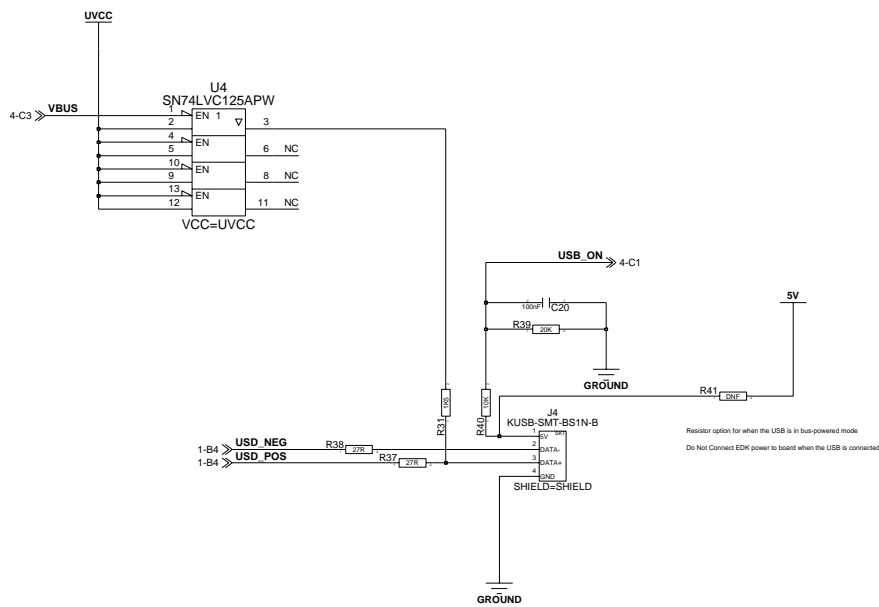 UVCC
U4
SN74LVC125APW
4-C3 VBUS
1 EN 1
2 3
4 EN
5 6 NC
10 EN
9 8 NC
13 EN
12 11 NC
VCC=UVCC
USB_ON 4-C1
100nF C20
5V
R39 20K
GROUND
R41 DNF
R31 1K5
R40 10K
J4
KUSB-SMT-BS1N-B
1 5V SK1
2 DATA-
3 DATA+
4 GND
SHIELD=SHIELD
1-B4 USD_NEG R38 27R
1-B4 USD_POS R37 27R
Resistor option for when the USB is in bus-powered mode
Do Not Connect EDK power to board when the USB is connected
GROUND